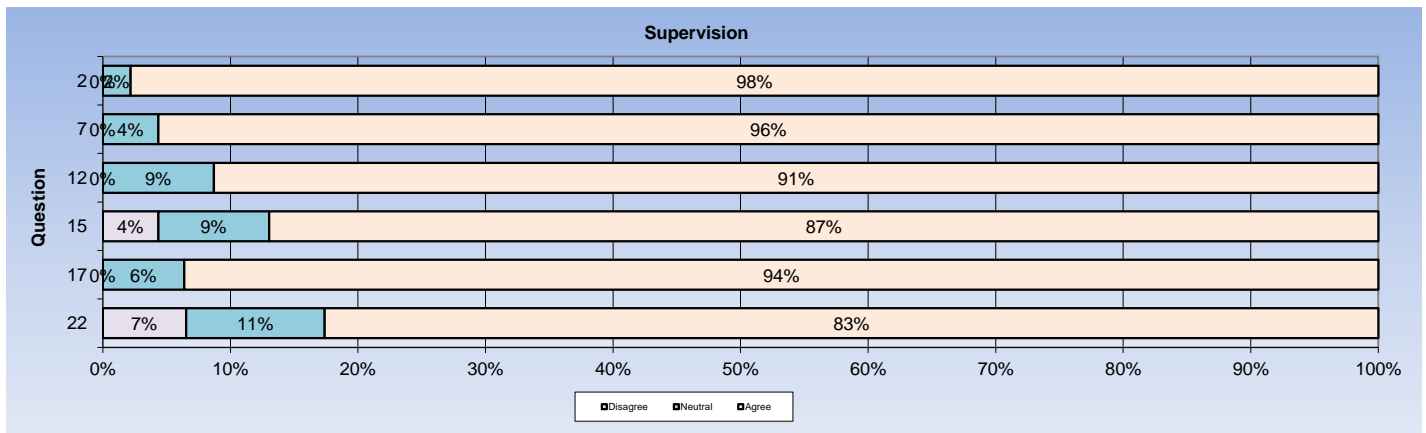 Supervision
Question
2 0% 2% 98%
7 0% 4% 96%
12 0% 9% 91%
15 4% 9% 87%
17 0% 6% 94%
22 7% 11% 83%
0% 10% 20% 30% 40% 50% 60% 70% 80% 90% 100%
Disagree Neutral Agree